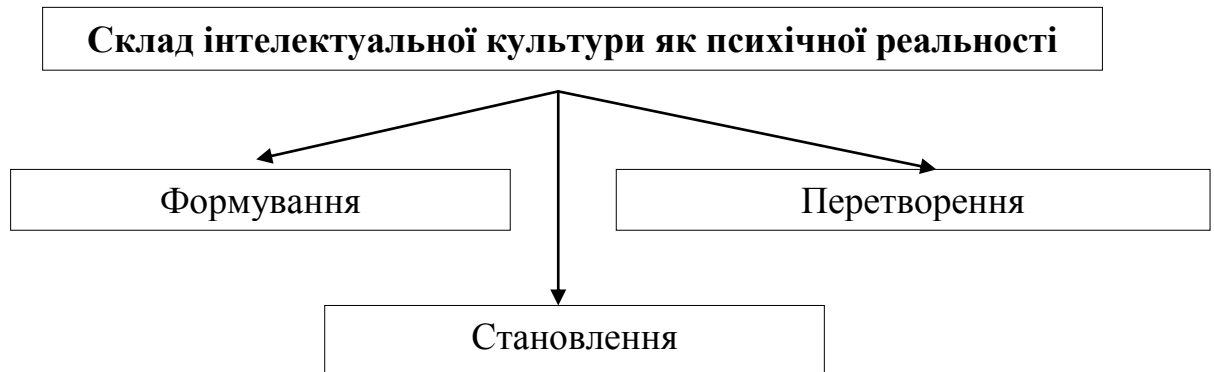 Склад інтелектуальної культури як психічної реальності
Формування
Перетворення
Становлення